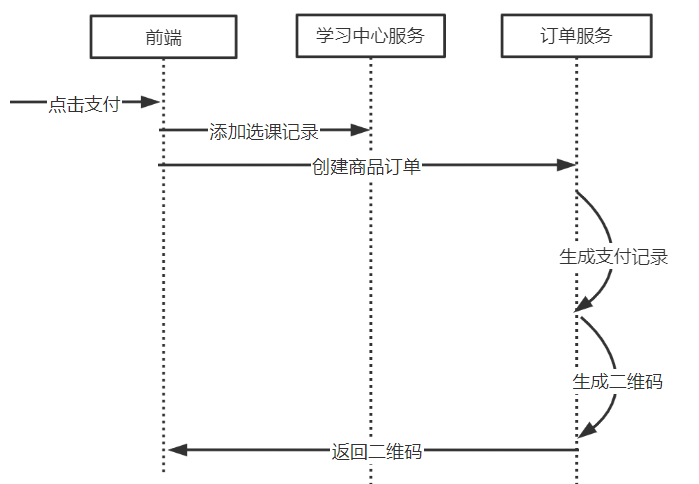 前端
学习中心服务
订单服务
点击支付
添加选课记录
创建商品订单
生成支付记录
生成二维码
返回二维码